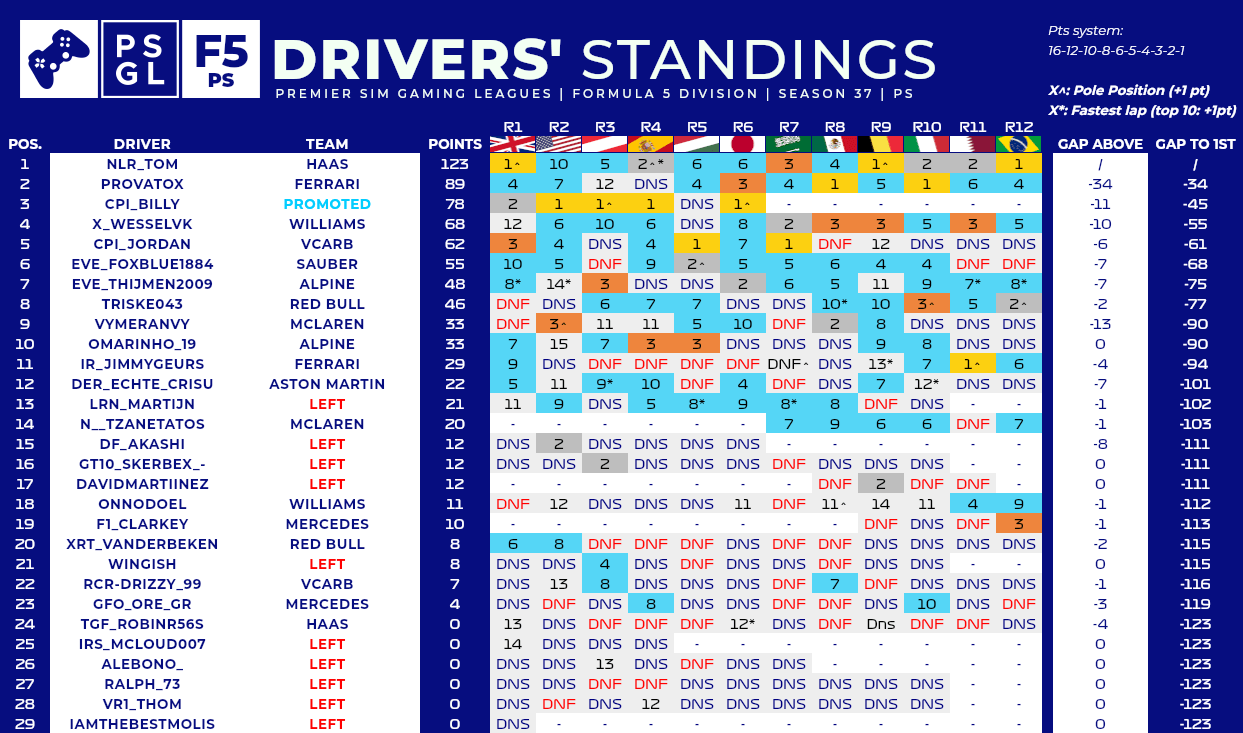 PS
GL
F5
PS
DRIVERS' STANDINGS
PREMIER SIM GAMING LEAGUES | FORMULA 5 DIVISION | SEASON 37 | PS
Pts system:
16-12-10-8-6-5-4-3-2-1
X^: Pole Position (+1 pt)
X*: Fastest lap (top 10: +1pt)
POS. DRIVER TEAM POINTS R1 R2 R3 R4 R5 R6 R7 R8 R9 R10 R11 R12 GAP ABOVE GAP TO 1ST
1 NLR_TOM HAAS 123 1^ 10 5 2^* 6 6 3 4 1^ 2 2 1 / /
2 PROVATOX FERRARI 89 4 7 12 DNS 4 3 4 1 5 1 6 4 -34 -34
3 CPI_BILLY PROMOTED 78 2 1 1^ 1 DNS 1^ - - - - - - -11 -45
4 X_WESSELVK WILLIAMS 68 12 6 10 6 DNS 8 2 3 3 5 3 5 -10 -55
5 CPI_JORDAN VCARB 62 3 4 DNS 4 1 7 1 DNF 12 DNS DNS DNS -6 -61
6 EVE_FOXBLUE1884 SAUBER 55 10 5 DNF 9 2^ 5 5 6 4 4 DNF DNF -7 -68
7 EVE_THIJMEN2009 ALPINE 48 8* 14* 3 DNS DNS 2 6 5 11 9 7* 8* -7 -75
8 TRISKE043 RED BULL 46 DNF DNS 6 7 7 DNS DNS 10* 10 3^ 5 2^ -2 -77
9 VYMERANVY MCLAREN 33 DNF 3^ 11 11 5 10 DNF 2 8 DNS DNS DNS -13 -90
10 OMARINHO_19 ALPINE 33 7 15 7 3 3 DNS DNS DNS 9 8 DNS DNS 0 -90
11 IR_JIMMYGEURS FERRARI 29 9 DNS DNF DNF DNF DNF DNF^ DNS 13* 7 1^ 6 -4 -94
12 DER_ECHTE_CRISU ASTON MARTIN 22 5 11 9* 10 DNF 4 DNF DNS 7 12* DNS DNS -7 -101
13 LRN_MARTIJN LEFT 21 11 9 DNS 5 8* 9 8* 8 DNF DNS - - -1 -102
14 N__TZANETATOS MCLAREN 20 - - - - - - 7 9 6 6 DNF 7 -1 -103
15 DF_AKASHI LEFT 12 DNS 2 DNS DNS DNS DNS - - - - - - -8 -111
16 GT10_SKERBEX_- LEFT 12 DNS DNS 2 DNS DNS DNS DNF DNS DNS DNS - - 0 -111
17 DAVIDMARTIINEZ LEFT 12 - - - - - - - DNF 2 DNF DNF - 0 -111
18 ONNODOEL WILLIAMS 11 DNF 12 DNS DNS DNS 11 DNF 11^ 14 11 4 9 -1 -112
19 F1_CLARKEY MERCEDES 10 - - - - - - - - DNF DNS DNF 3 -1 -113
20 XRT_VANDERBEKEN RED BULL 8 6 8 DNF DNF DNF DNS DNF DNS DNS DNS DNS DNS -2 -115
21 WINGISH LEFT 8 DNS DNS 4 DNS DNF DNS DNS DNF DNS DNS - - 0 -115
22 RCR-DRIZZY_99 VCARB 7 DNS 13 8 DNS DNS DNS DNF 7 DNF DNS DNS DNS -1 -116
23 GFO_ORE_GR MERCEDES 4 DNS DNF DNS 8 DNS DNS DNF DNF DNS 10 DNS DNF -3 -119
24 TGF_ROBINR56S HAAS 0 13 DNS DNF DNF DNF 12* DNS DNF Dns DNF DNF DNS -4 -123
25 IRS_MCLOUD007 LEFT 0 14 DNS DNS DNS - - - - - - - - 0 -123
26 ALEBONO_ LEFT 0 DNS DNS 13 DNS DNF DNS DNS - - - - - 0 -123
27 RALPH_73 LEFT 0 DNS DNS DNF DNF DNS DNS DNS DNS DNS DNS - - 0 -123
28 VR1_THOM LEFT 0 DNS DNF DNS 12 DNS DNS DNS DNS DNS DNS - - 0 -123
29 IAMTHEBESTMOLIS LEFT 0 DNS - - - - - - - - - - - 0 -123